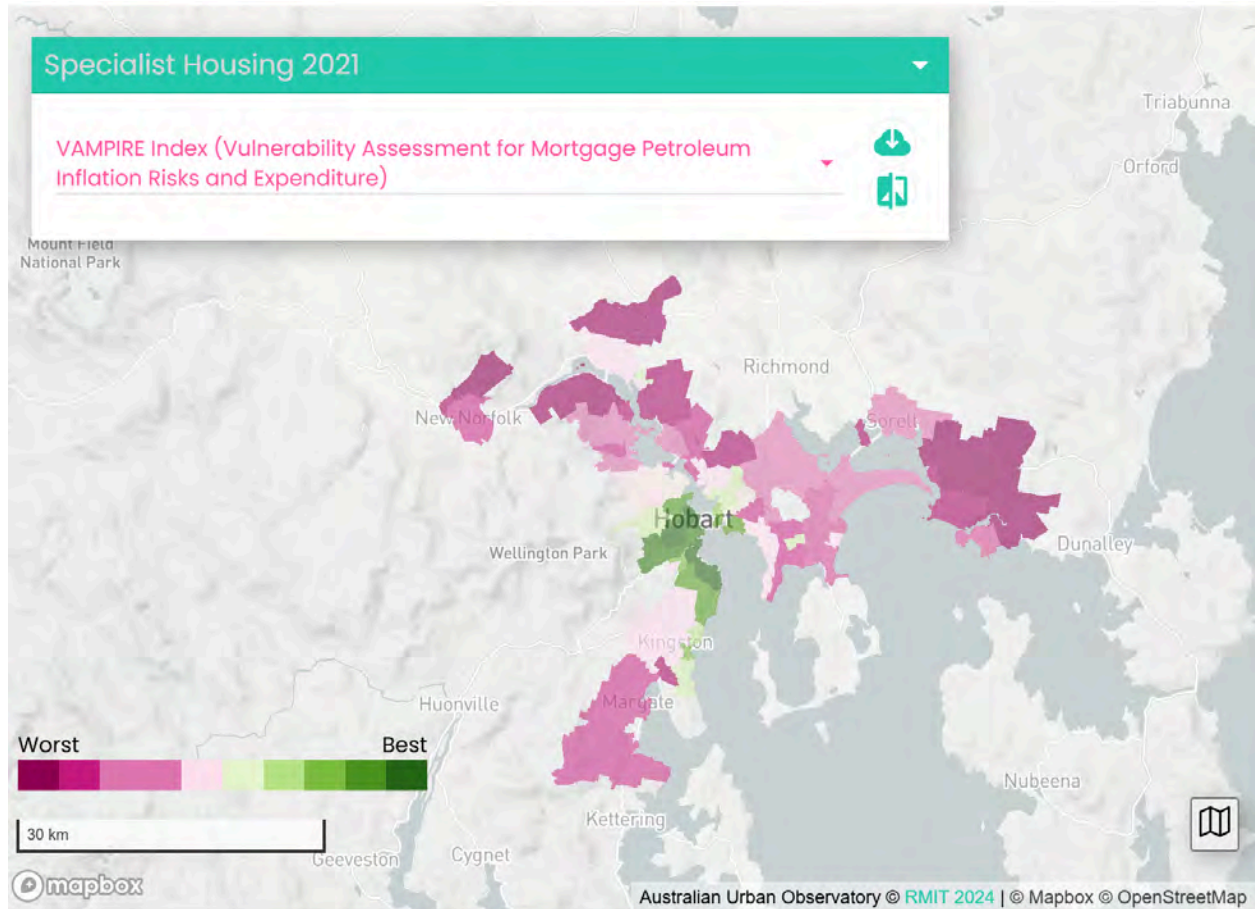 Specialist Housing 2021
VAMPIRE Index (Vulnerability Assessment for Mortgage Petroleum
Inflation Risks and Expenditure)
Triabunna
Orford
Mount Field
National Park
Richmond
New Norfolk
Sorell
Hobart
Wellington Park
Dunalley
Kingston
Huonville
Margate
Worst
Best
Nubeena
Kettering
30 km
Geeveston
Cygnet
mapbox
Australian Urban Observatory © RMIT 2024 | © Mapbox © OpenStreetMap